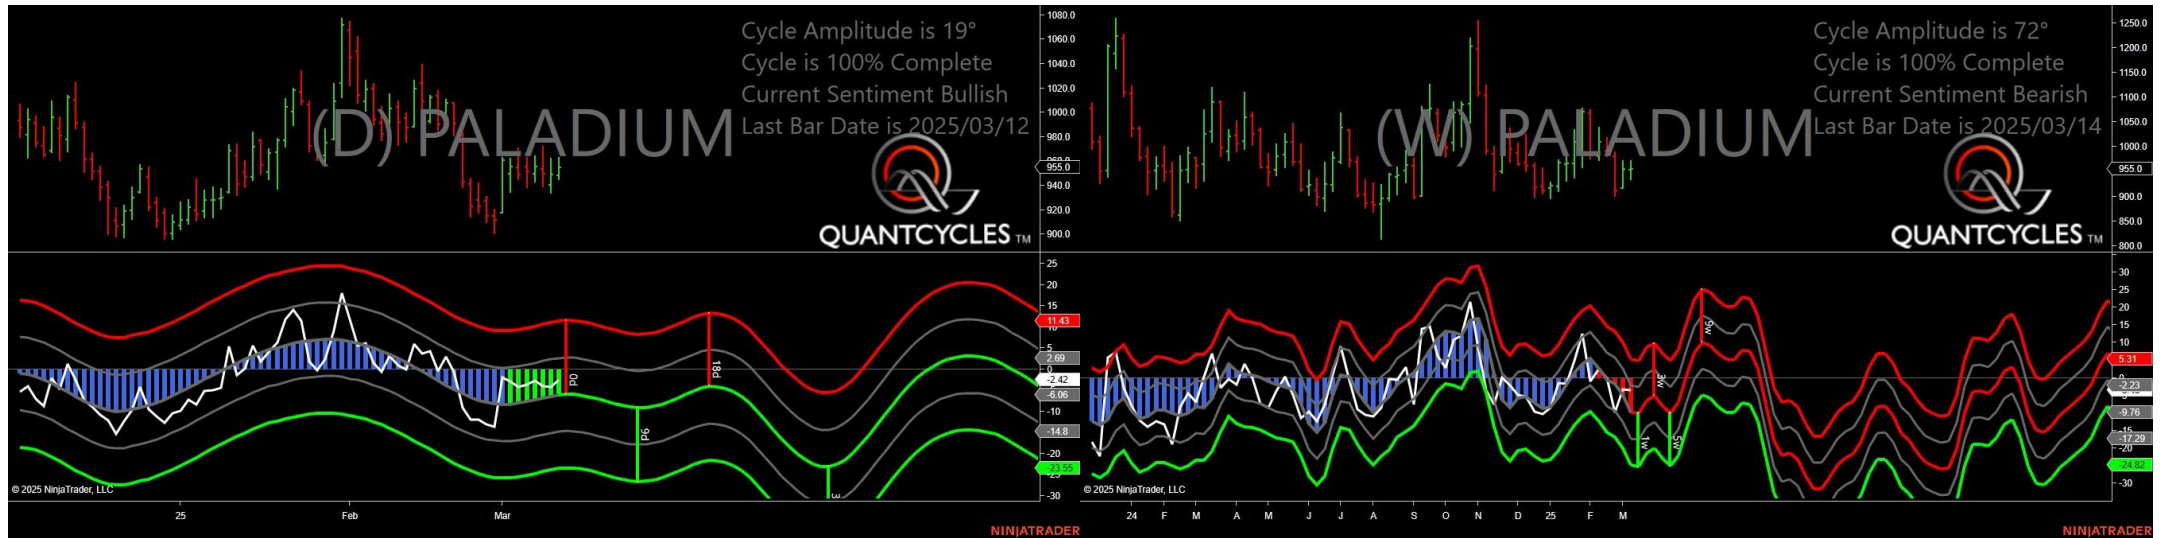 Cycle Amplitude is 19°
Cycle is 100% Complete
Current Sentiment Bullish
Last Bar Date is 2025/03/12
(D) PALADIUM
QUANTCYCLES TM
1080.0
1060.0
1040.0
1020.0
1000.0
980.0
960.0
955.0
940.0
920.0
900.0
25
20
15
11.43
5
2.69
0
-2.42
-6.06
-10
-14.8
-20
-23.55
-30
0d
9d
18d
3
© 2025 NinjaTrader, LLC
25 Feb Mar
NINJATRADER
Cycle Amplitude is 72°
Cycle is 100% Complete
Current Sentiment Bearish
Last Bar Date is 2025/03/14
(W) PALADIUM
QUANTCYCLES TM
1250.0
1200.0
1150.0
1100.0
1050.0
1000.0
955.0
900.0
850.0
800.0
30
25
20
15
10
5.31
-2.23
-9.76
-15
-17.29
-20
-24.82
-30
1w
3w
5w
9w
© 2025 NinjaTrader, LLC
24 F M A M J J A S O N D 25 F M
NINJATRADER